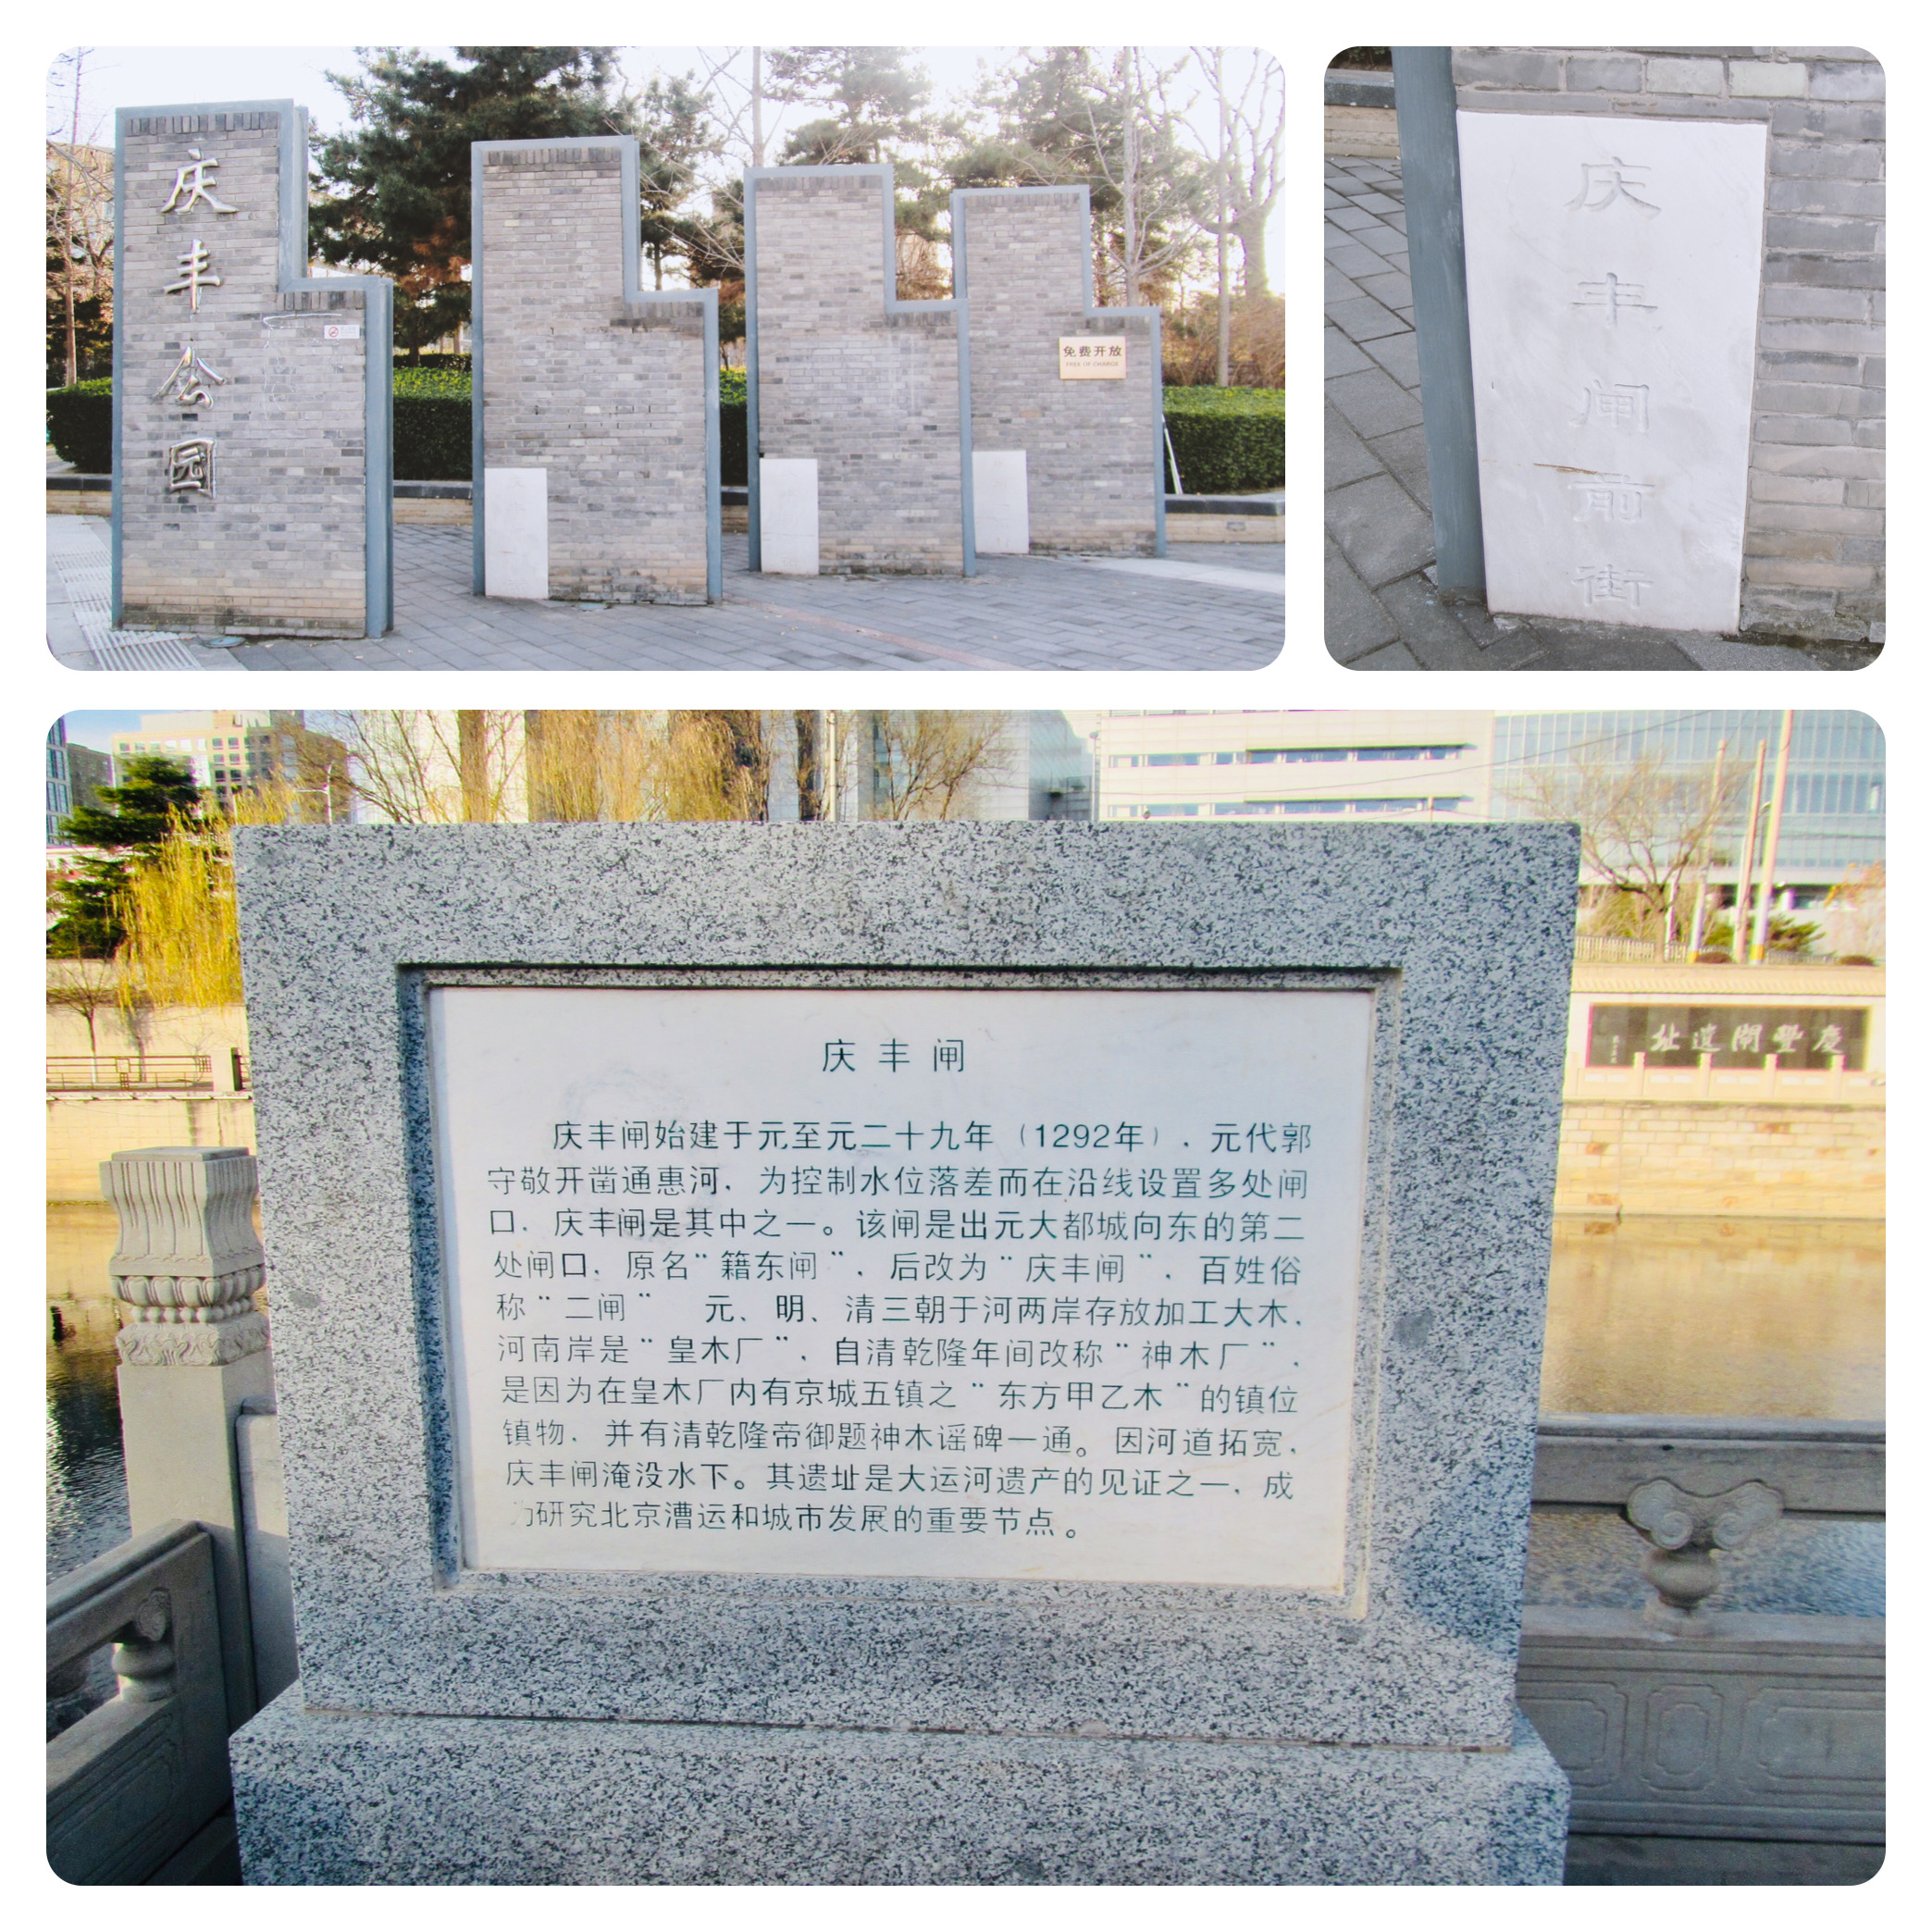 庆丰公园
免费开放
FREE OF CHARGE
庆丰闸前街
庆丰闸
庆丰闸始建于元至元二十九年（1292年），元代郭
守敬开凿通惠河，为控制水位落差而在沿线设置多处闸
口，庆丰闸是其中之一。该闸是出元大都城向东的第二
处闸口，原名“籍东闸”，后改为“庆丰闸”，百姓俗
称“二闸” 元、明、清三朝于河两岸存放加工大木，
河南岸是“皇木厂”，自清乾隆年间改称“神木厂”，
是因为在皇木厂内有京城五镇之“东方甲乙木”的镇位
镇物，并有清乾隆帝御题神木谣碑一通。因河道拓宽，
庆丰闸淹没水下。其遗址是大运河遗产的见证之一，成
为研究北京漕运和城市发展的重要节点。
慶豐閘遺址